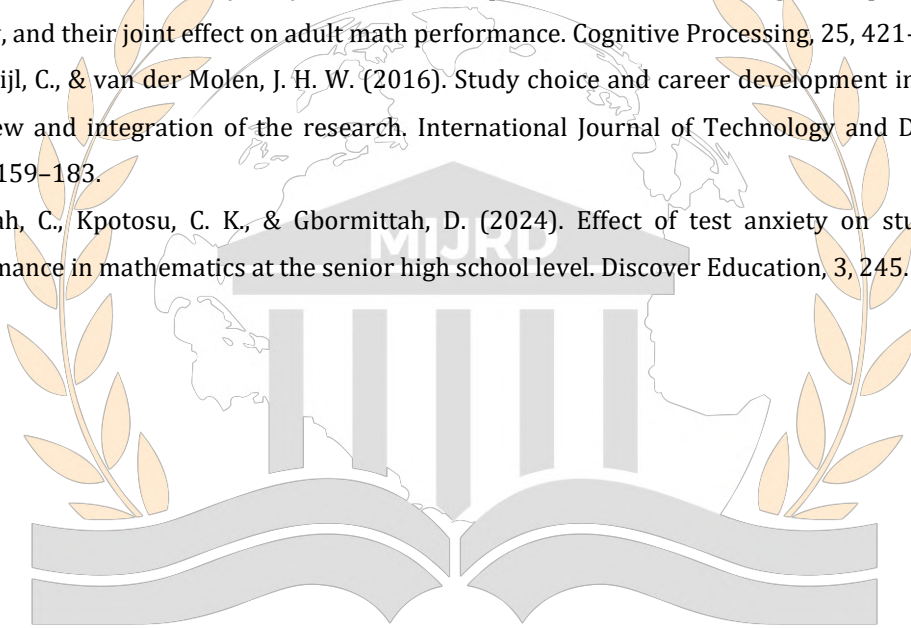 , and their joint effect on adult math performance. Cognitive Processing, 25, 421–
ijl, C., & van der Molen, J. H. W. (2016). Study choice and career development in
ew and integration of the research. International Journal of Technology and D
159–183.
ah, C., Kpotosu, C. K., & Gbormittah, D. (2024). Effect of test anxiety on stu
mance in mathematics at the senior high school level. Discover Education, 3, 245.
MIJRD